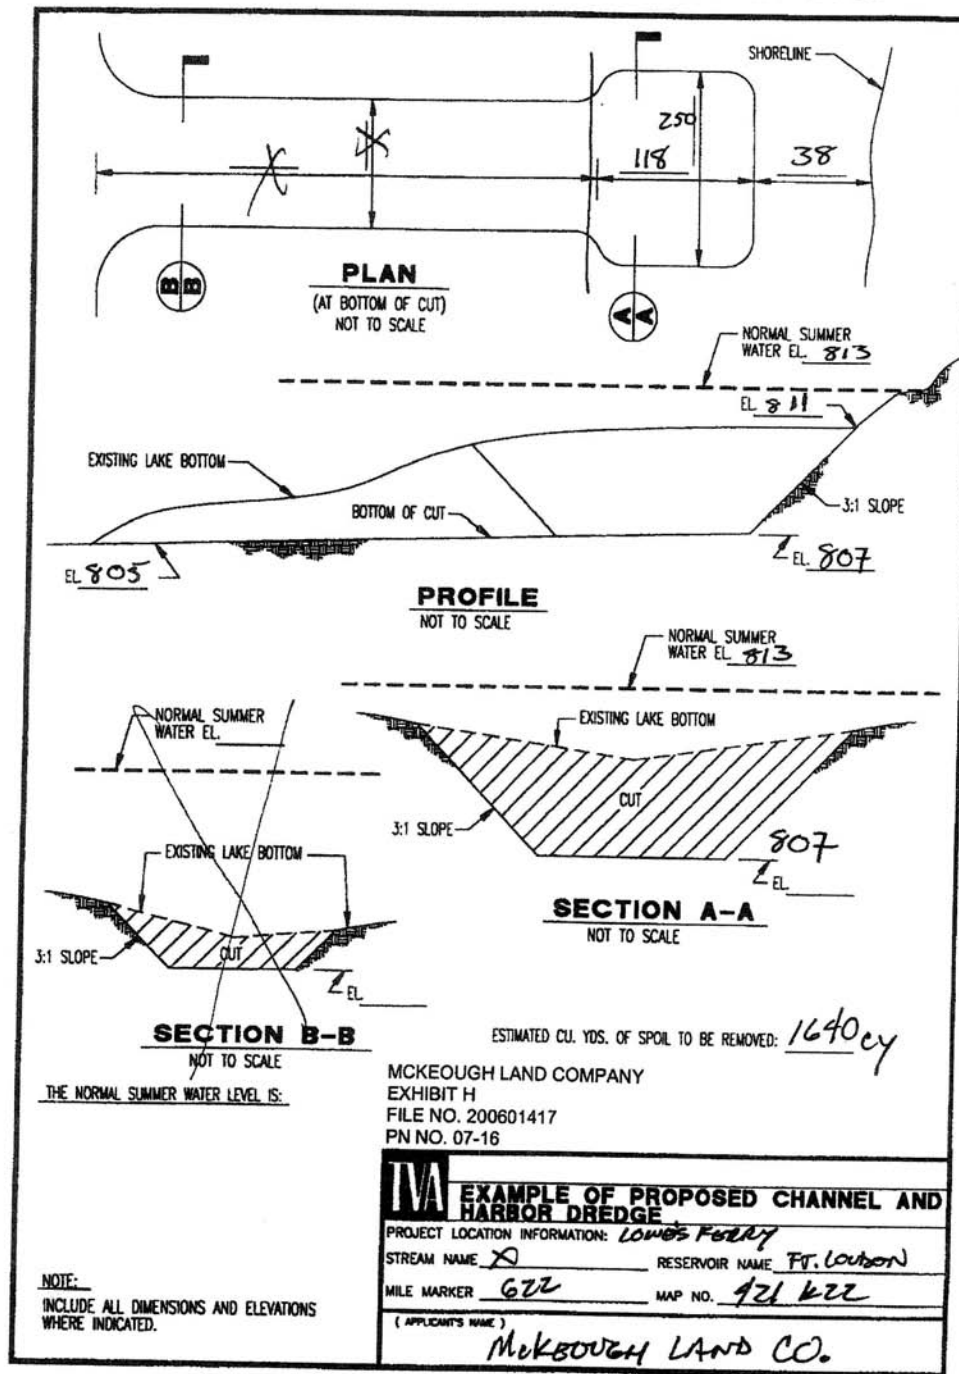 SHORELINE
250
118
38
B B
PLAN
(AT BOTTOM OF CUT)
NOT TO SCALE
A A
NORMAL SUMMER
WATER EL. 813
EL 811
EXISTING LAKE BOTTOM
3:1 SLOPE
BOTTOM OF CUT
EL 805
EL. 807
PROFILE
NOT TO SCALE
NORMAL SUMMER
WATER EL. 813
NORMAL SUMMER
WATER EL.
EXISTING LAKE BOTTOM
CUT
3:1 SLOPE
807
EL.
EXISTING LAKE BOTTOM
SECTION A-A
NOT TO SCALE
3:1 SLOPE
CUT
EL.
SECTION B-B
NOT TO SCALE
ESTIMATED CU. YDS. OF SPOIL TO BE REMOVED: 1640 cy
THE NORMAL SUMMER WATER LEVEL IS:
MCKEOUGH LAND COMPANY
EXHIBIT H
FILE NO. 200601417
PN NO. 07-16
TVA
EXAMPLE OF PROPOSED CHANNEL AND
HARBOR DREDGE
PROJECT LOCATION INFORMATION: LOWES FERRY
STREAM NAME RESERVOIR NAME FT. LOUDON
MILE MARKER 622 MAP NO. 421 K22
NOTE:
INCLUDE ALL DIMENSIONS AND ELEVATIONS
WHERE INDICATED.
( APPLICANT'S NAME )
McKEOUGH LAND CO.